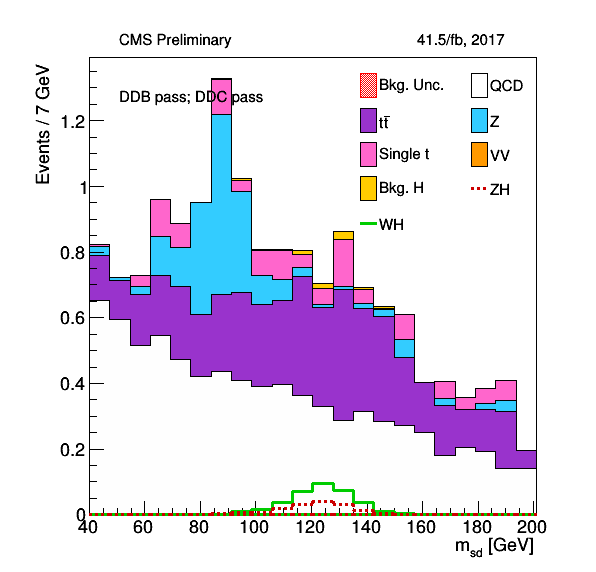 CMS Preliminary 41.5/fb, 2017
Events / 7 GeV
DDB pass; DDC pass
Bkg. Unc. QCD
tt̄ Z
Single t VV
Bkg. H ZH
WH
1.2
1
0.8
0.6
0.4
0.2
0
40 60 80 100 120 140 160 180 200
m_sd [GeV]